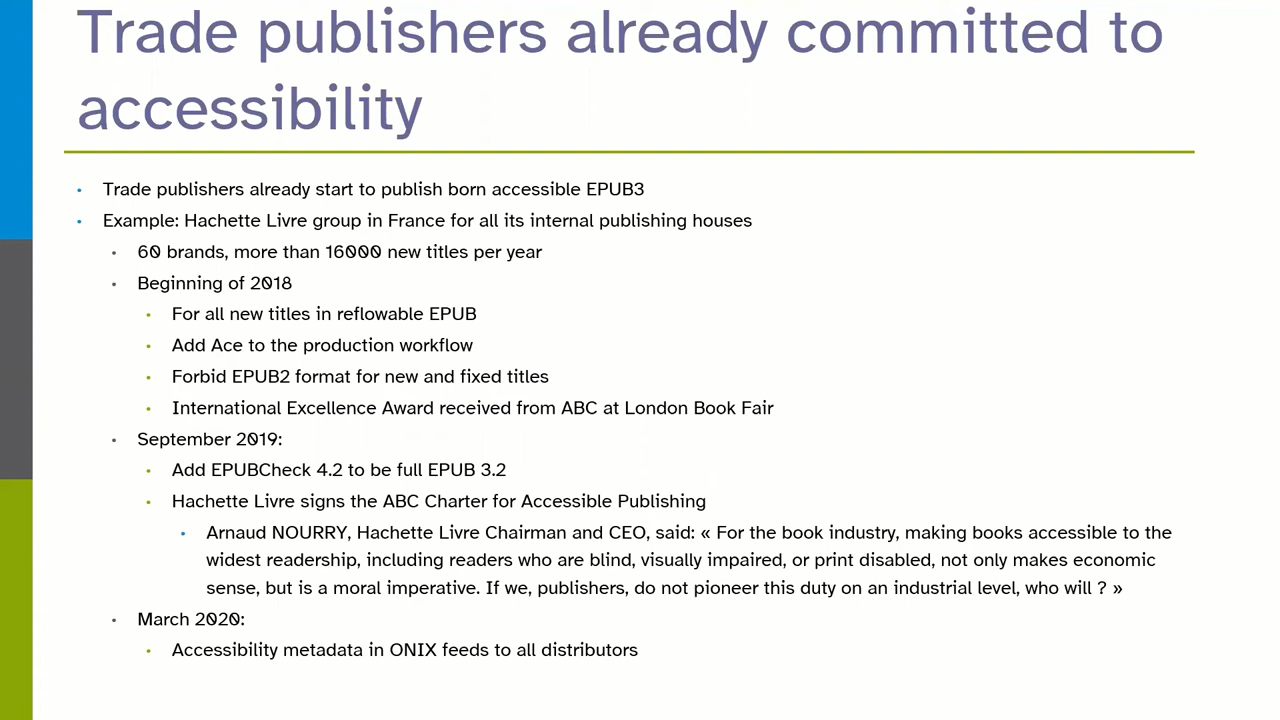 Trade publishers already committed to
accessibility
• Trade publishers already start to publish born accessible EPUB3
• Example: Hachette Livre group in France for all its internal publishing houses
• 60 brands, more than 16000 new titles per year
• Beginning of 2018
• For all new titles in reflowable EPUB
• Add Ace to the production workflow
• Forbid EPUB2 format for new and fixed titles
• International Excellence Award received from ABC at London Book Fair
• September 2019:
• Add EPUBCheck 4.2 to be full EPUB 3.2
• Hachette Livre signs the ABC Charter for Accessible Publishing
• Arnaud NOURRY, Hachette Livre Chairman and CEO, said: « For the book industry, making books accessible to the
widest readership, including readers who are blind, visually impaired, or print disabled, not only makes economic
sense, but is a moral imperative. If we, publishers, do not pioneer this duty on an industrial level, who will ? »
• March 2020:
• Accessibility metadata in ONIX feeds to all distributors